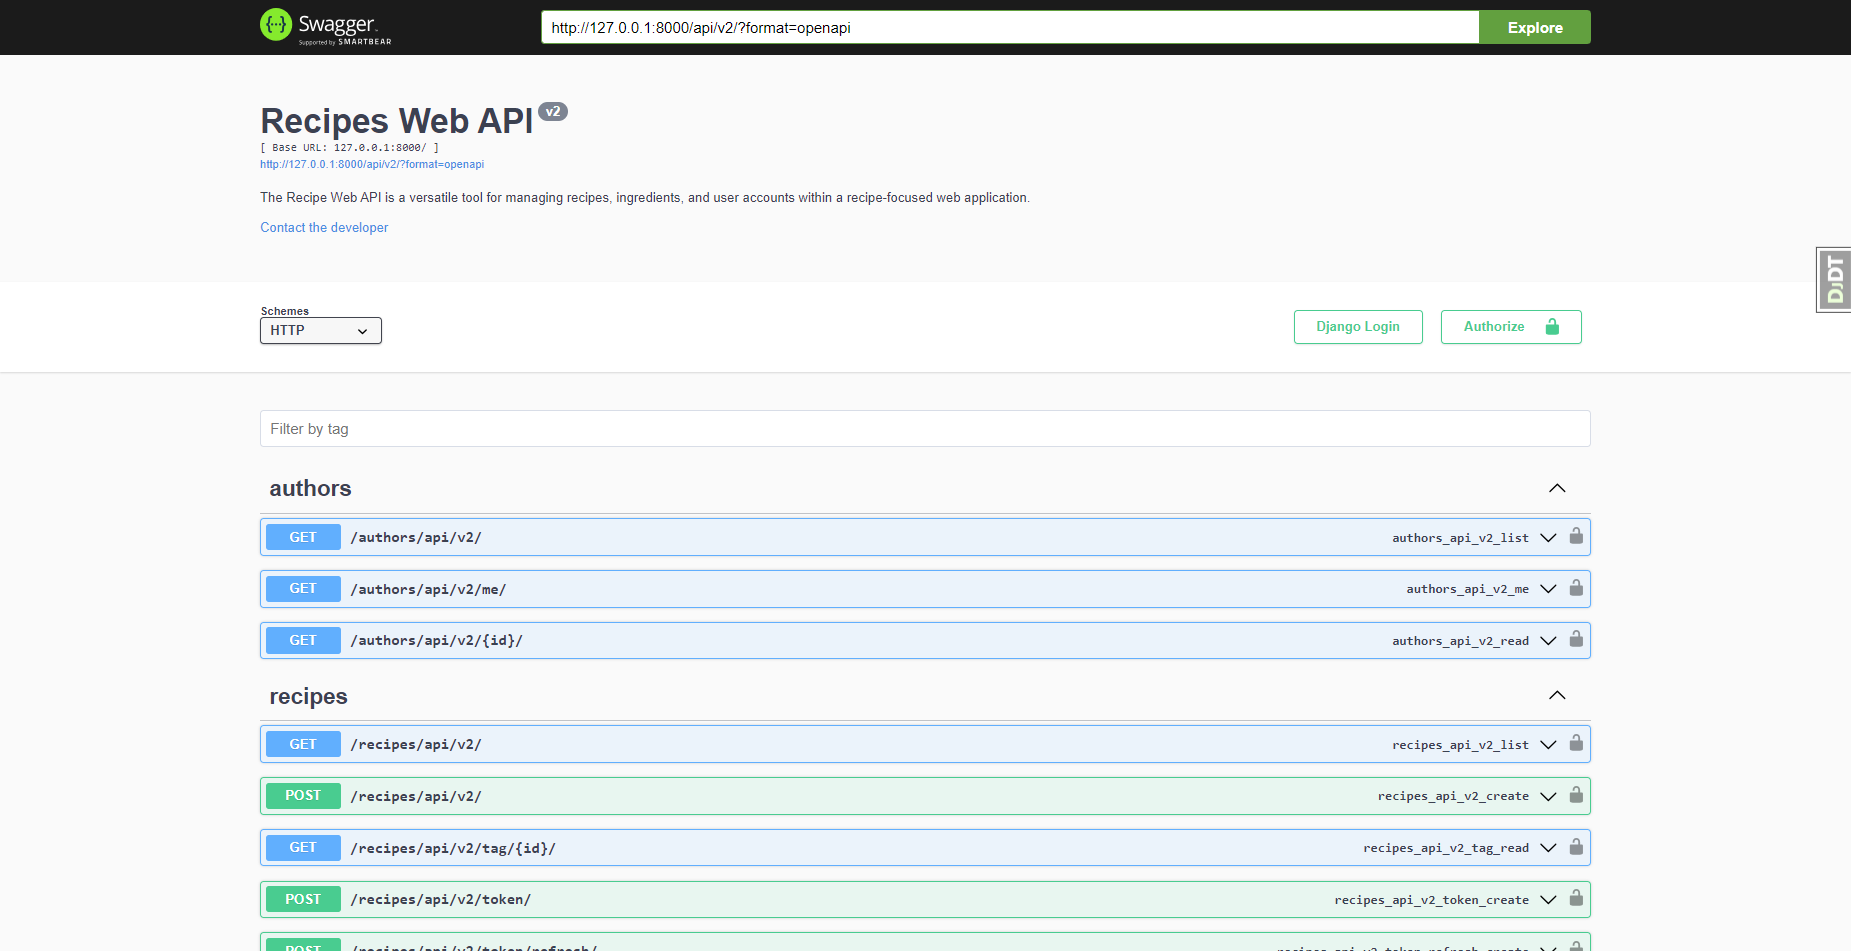 {···} Swagger.
Supported by SMARTBEAR
http://127.0.0.1:8000/api/v2/?format=openapi
Explore
Recipes Web API v2
[ Base URL: 127.0.0.1:8000/ ]
http://127.0.0.1:8000/api/v2/?format=openapi
The Recipe Web API is a versatile tool for managing recipes, ingredients, and user accounts within a recipe-focused web application.
Contact the developer
DJDT
Schemes
HTTP
Django Login
Authorize
Filter by tag
authors
GET /authors/api/v2/ authors_api_v2_list
GET /authors/api/v2/me/ authors_api_v2_me
GET /authors/api/v2/{id}/ authors_api_v2_read
recipes
GET /recipes/api/v2/ recipes_api_v2_list
POST /recipes/api/v2/ recipes_api_v2_create
GET /recipes/api/v2/tag/{id}/ recipes_api_v2_tag_read
POST /recipes/api/v2/token/ recipes_api_v2_token_create
POST /recipes/api/v2/token/refresh/ recipes_api_v2_token_refresh_create